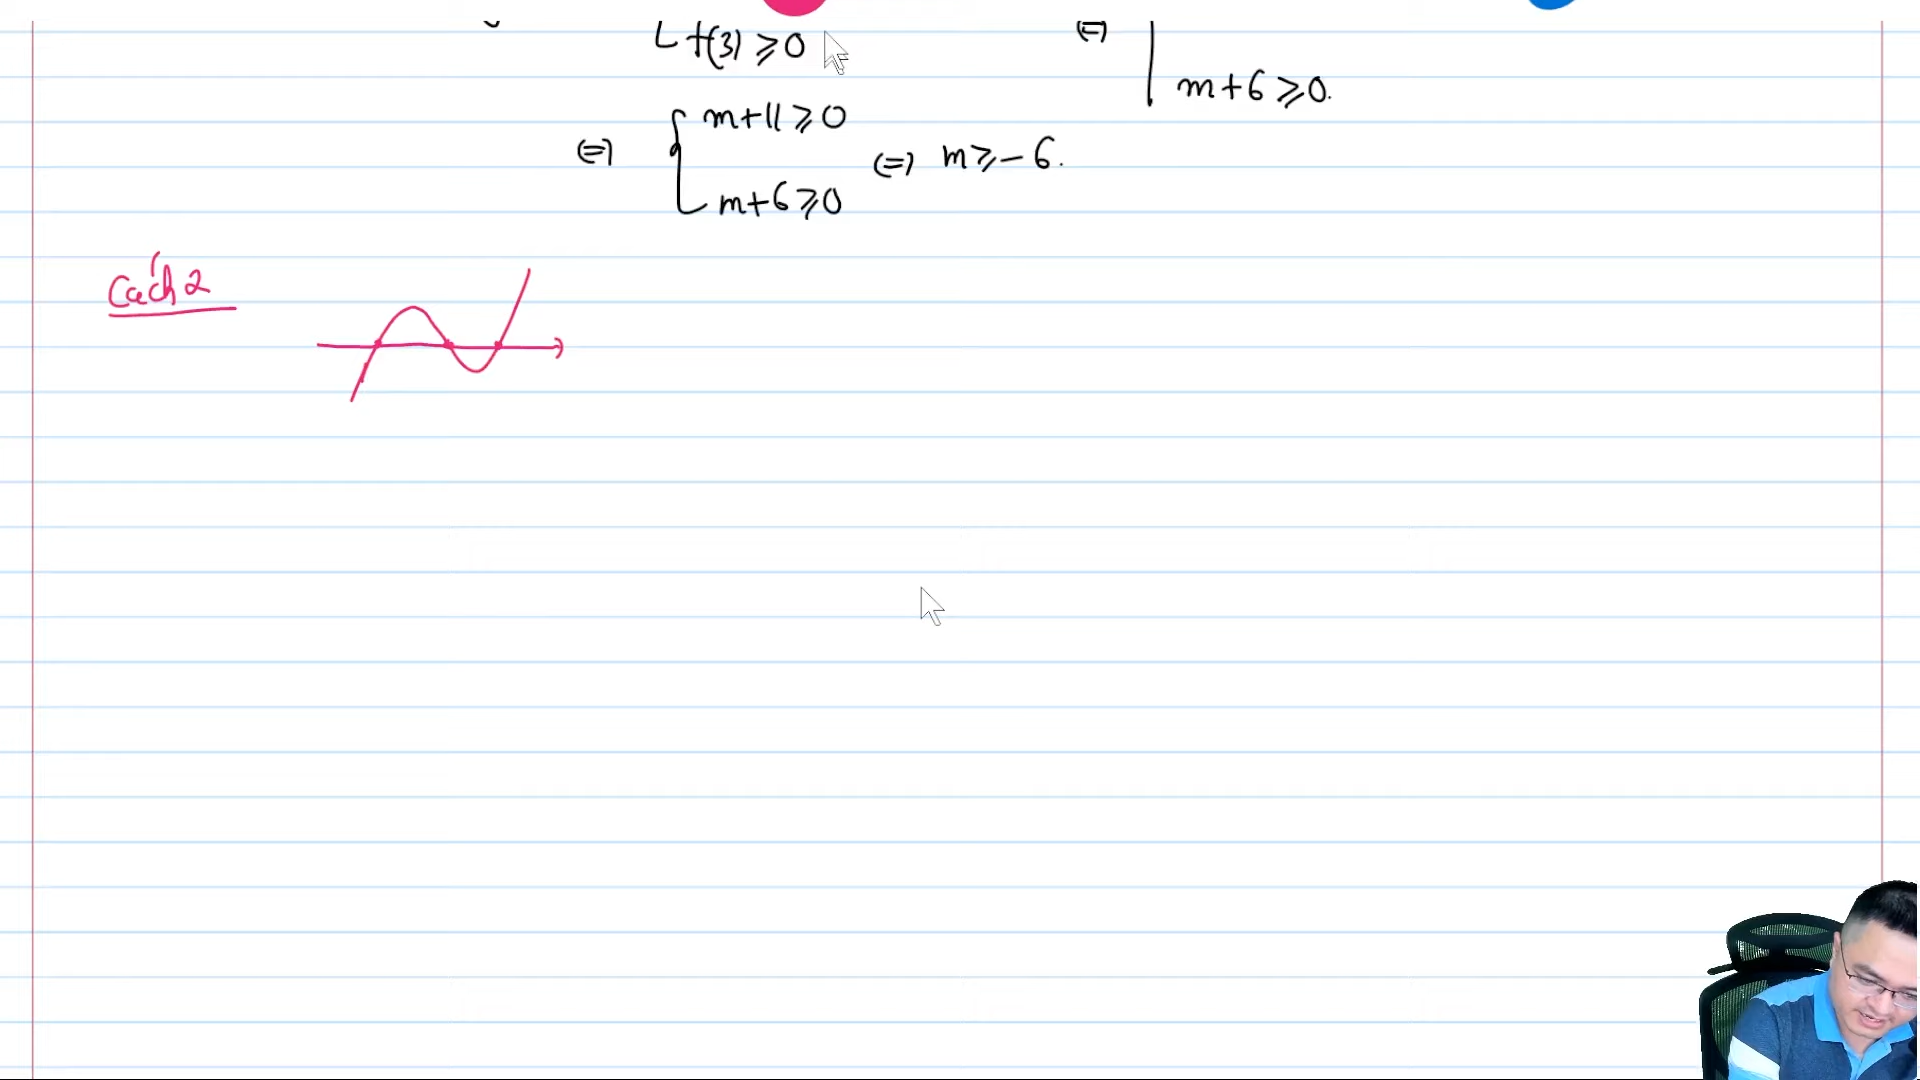 f(3) ⩾ 0
(=)
m+6 ⩾ 0.
m+11 ⩾ 0
(=) (=) m ⩾ -6.
m+6 ⩾ 0
Cách 2